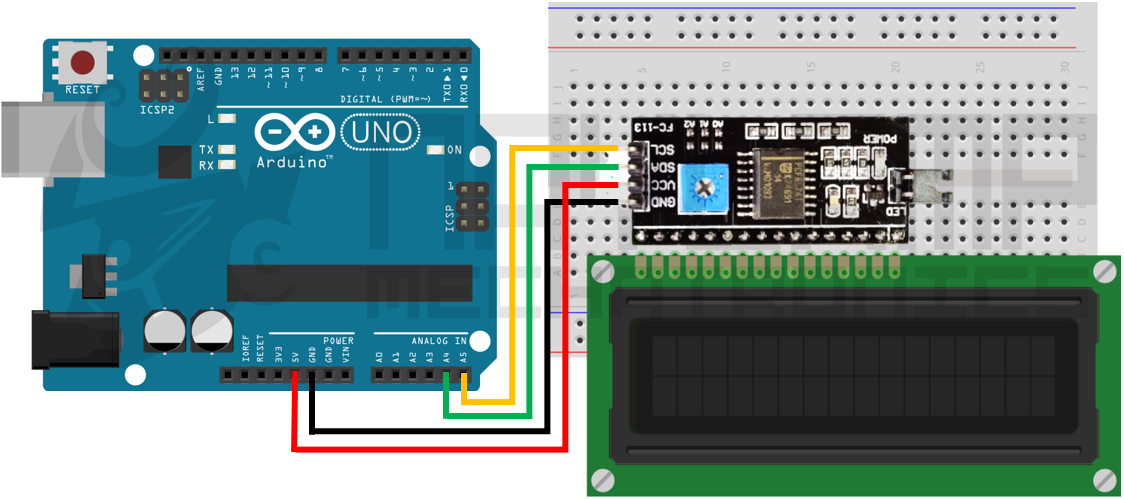 RESET
ICSP2
AREF
GND
13
12
~11
~10
~9
8
7
~6
~5
4
~3
2
TX0▶1
RX0◀0
DIGITAL (PWM=~)
L
TX
RX
UNO
Arduino™
ON
1
ICSP
IOREF
RESET
3V3
5V
GND
GND
VIN
POWER
ANALOG IN
A0
A1
A2
A3
A4
A5
1
5
10
15
20
25
30
J
I
H
G
F
J
I
H
G
F
E
D
C
B
A
FC-113
A2
A1
A0
SCL
SDA
VCC
GND
POWER
LED
MECHATRONICS